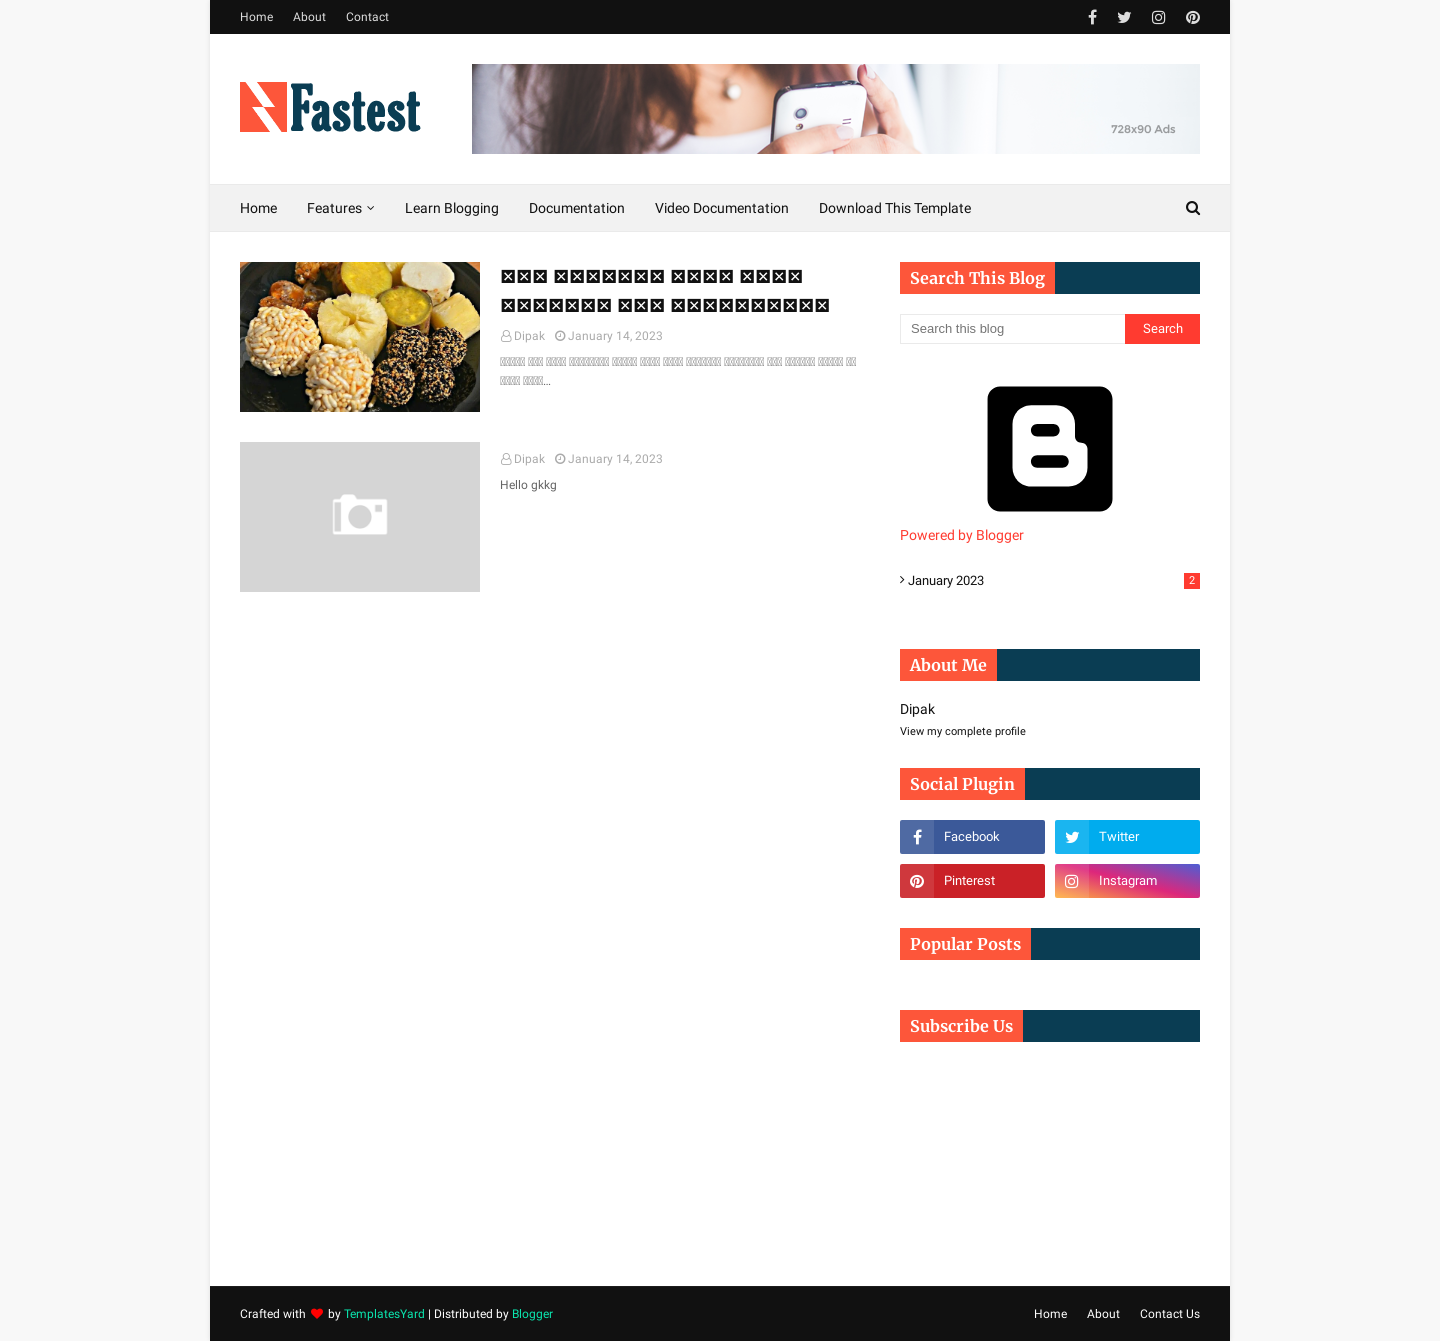 Home About Contact
Fastest
728x90 Ads
Home Features Learn Blogging Documentation Video Documentation Download This Template
Dipak January 14, 2023
Dipak January 14, 2023
Hello gkkg
Search This Blog
Search this blog Search
Powered by Blogger
January 2023 2
About Me
Dipak
View my complete profile
Social Plugin
Facebook Twitter
Pinterest Instagram
Popular Posts
Subscribe Us
Crafted with by TemplatesYard | Distributed by Blogger
Home About Contact Us